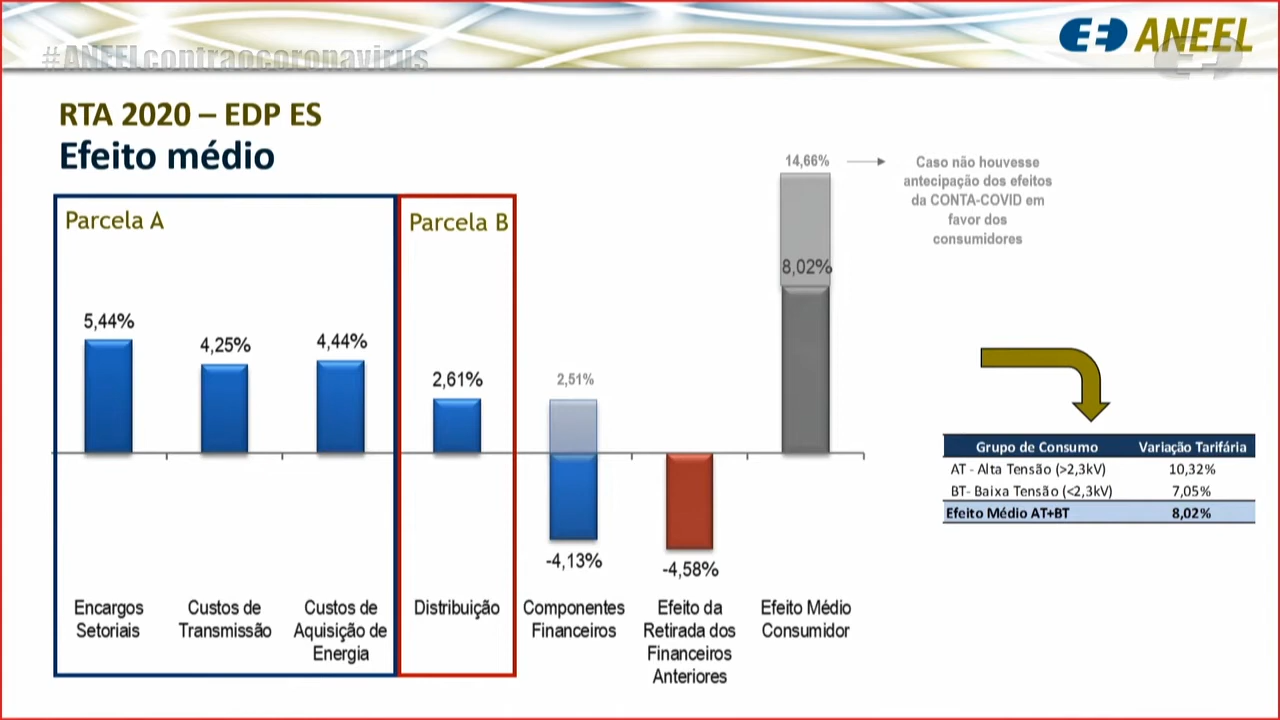 #ANEELcontraocoronavirus
ANEEL
RTA 2020 – EDP ES
Efeito médio
Parcela A
Parcela B
14,66%
Caso não houvesse
antecipação dos efeitos
da CONTA-COVID em
favor dos
consumidores
8,02%
5,44%
4,25%
4,44%
2,61%
2,51%
-4,13%
-4,58%
Encargos
Setoriais
Custos de
Transmissão
Custos de
Aquisição de
Energia
Distribuição
Componentes
Financeiros
Efeito da
Retirada dos
Financeiros
Anteriores
Efeito Médio
Consumidor
Grupo de Consumo Variação Tarifária
AT - Alta Tensão (>2,3kV) 10,32%
BT- Baixa Tensão (<2,3kV) 7,05%
Efeito Médio AT+BT 8,02%